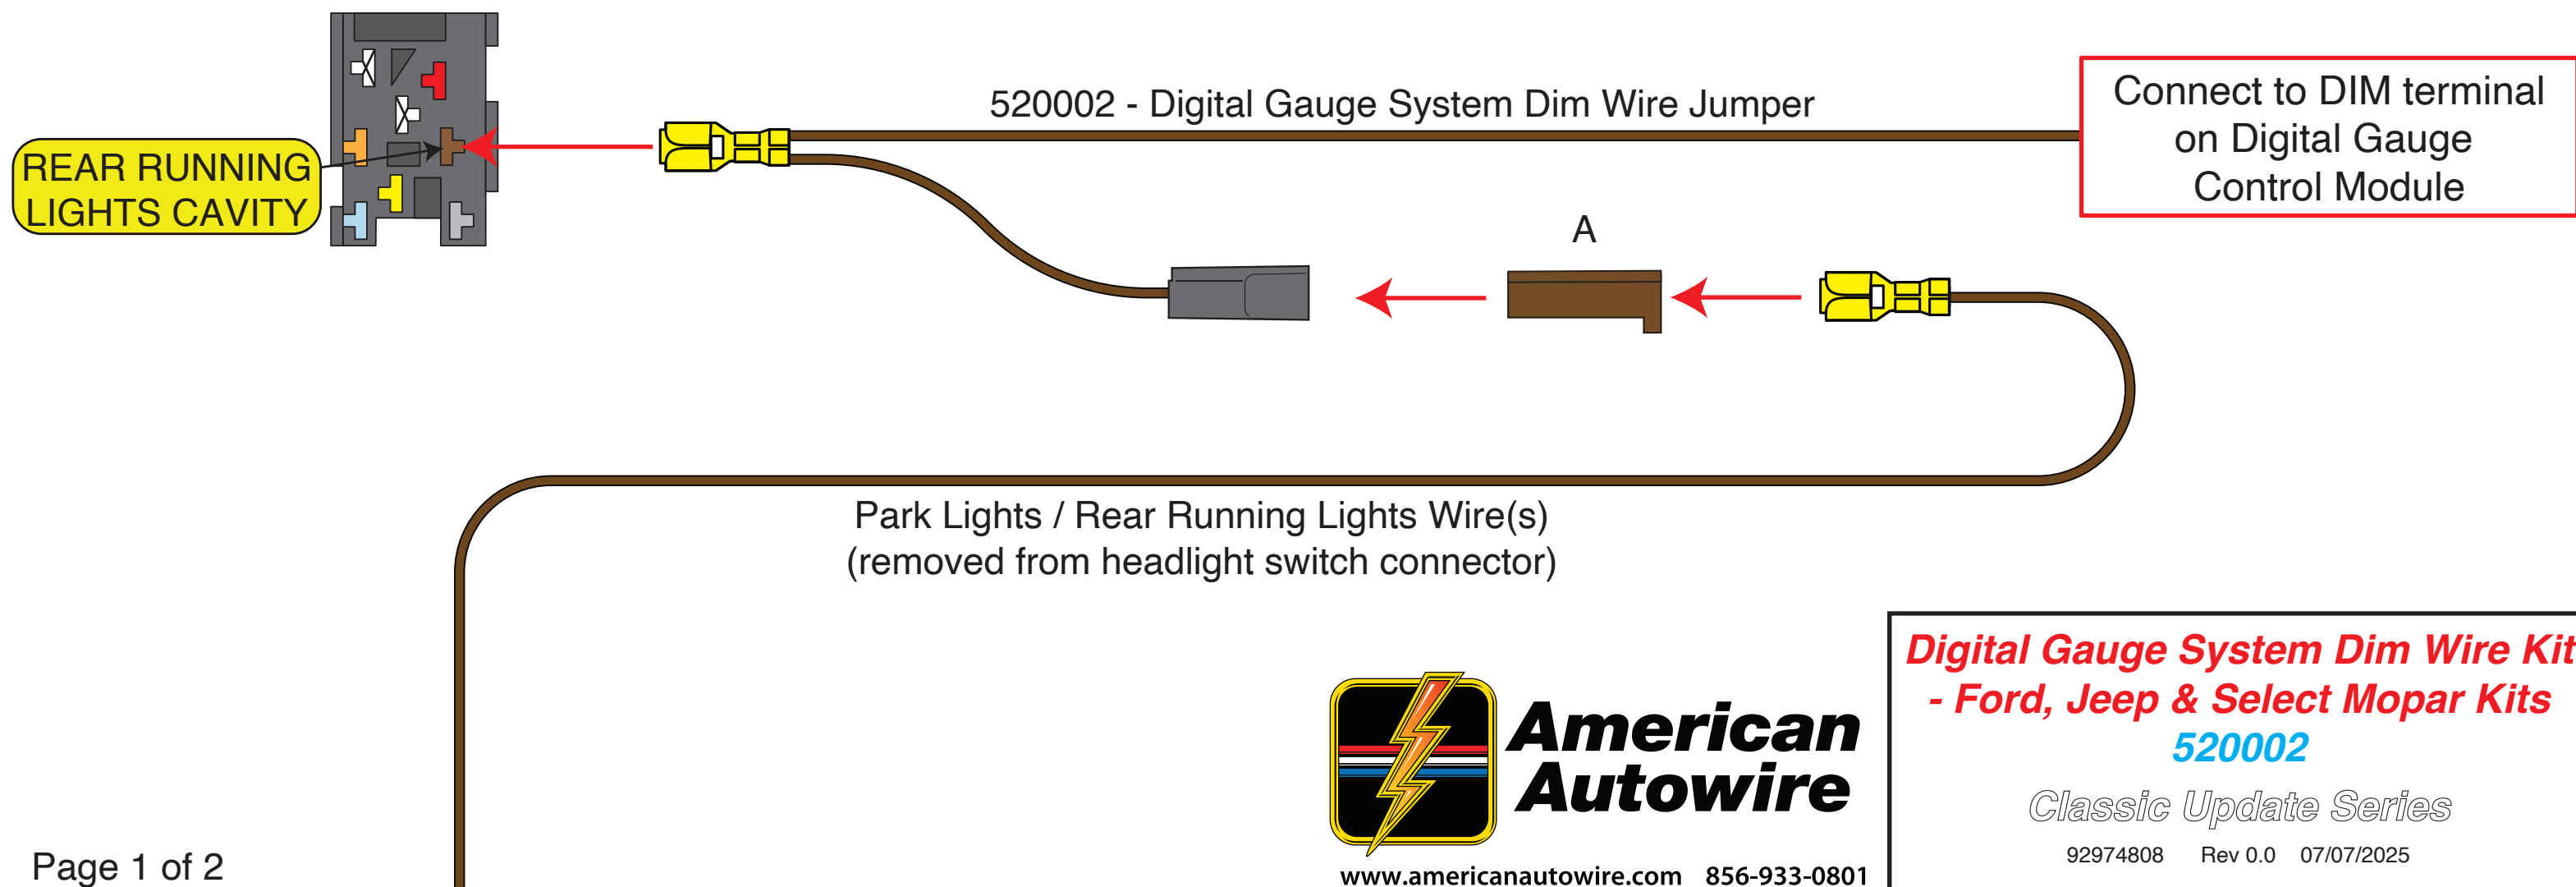 520002 - Digital Gauge System Dim Wire Jumper
Connect to DIM terminal
on Digital Gauge
Control Module
REAR RUNNING
LIGHTS CAVITY
A
Park Lights / Rear Running Lights Wire(s)
(removed from headlight switch connector)
American
Autowire
www.americanautowire.com 856-933-0801
Digital Gauge System Dim Wire Kit
- Ford, Jeep & Select Mopar Kits
520002
Classic Update Series
92974808 Rev 0.0 07/07/2025
Page 1 of 2